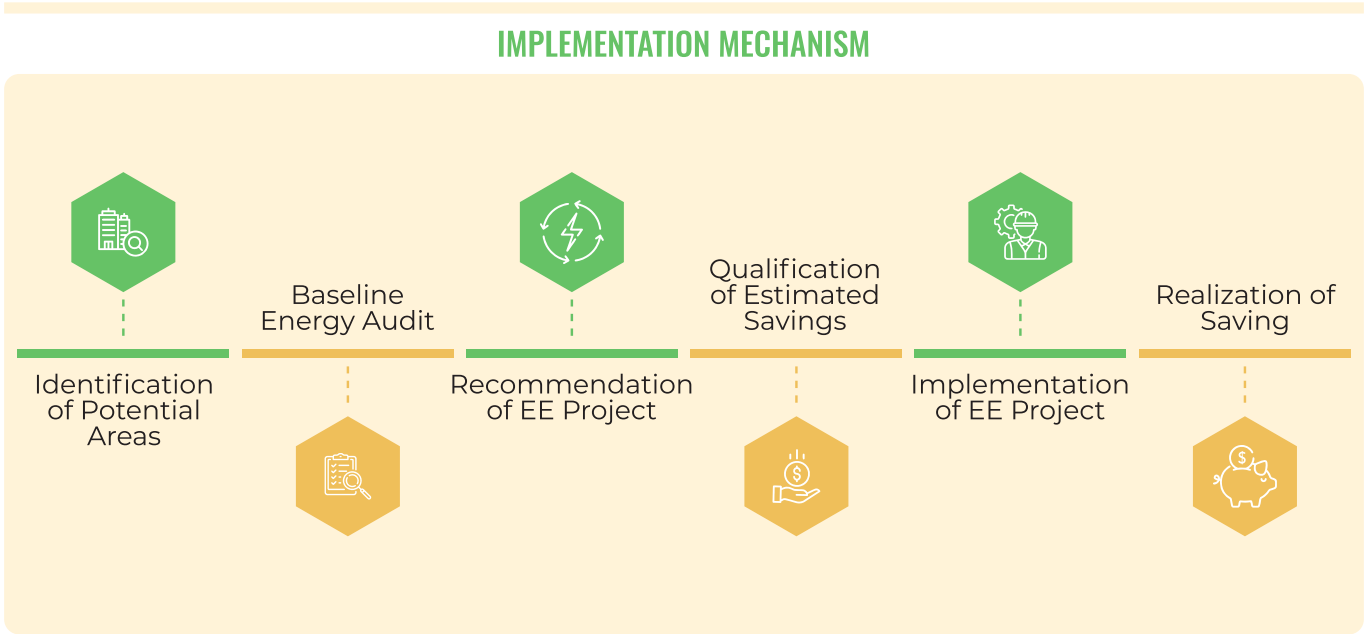 IMPLEMENTATION MECHANISM
Identification
of Potential
Areas
Baseline
Energy Audit
Recommendation
of EE Project
Qualification
of Estimated
Savings
$
Implementation
of EE Project
Realization of
Saving
$